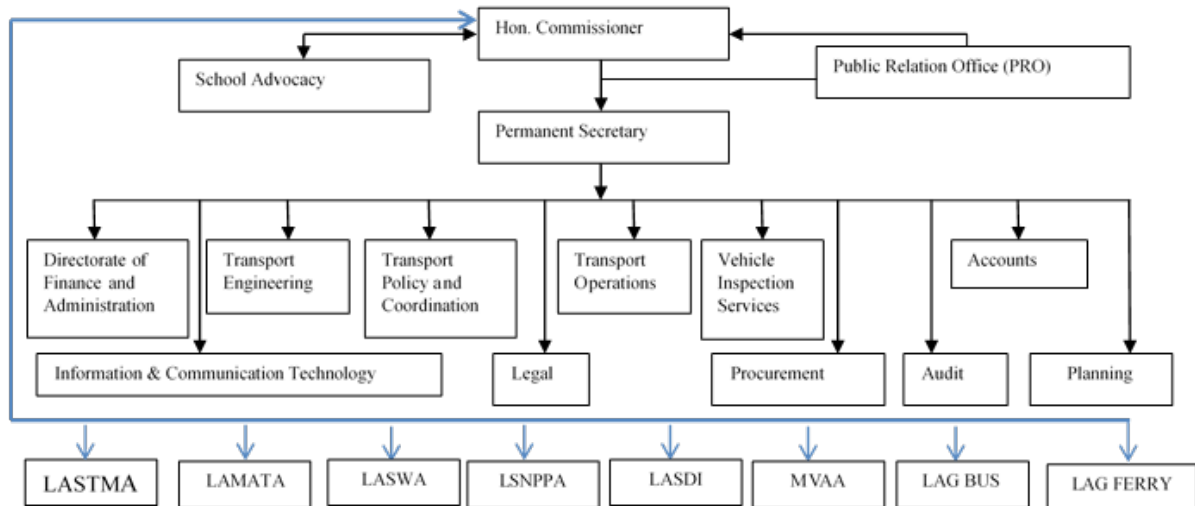 Hon. Commissioner
School Advocacy
Public Relation Office (PRO)
Permanent Secretary
Directorate of
Finance and
Administration
Transport
Engineering
Transport
Policy and
Coordination
Transport
Operations
Vehicle
Inspection
Services
Accounts
Information & Communication Technology
Legal
Procurement
Audit
Planning
LASTMA
LAMATA
LASWA
LSNPPA
LASDI
MVAA
LAG BUS
LAG FERRY